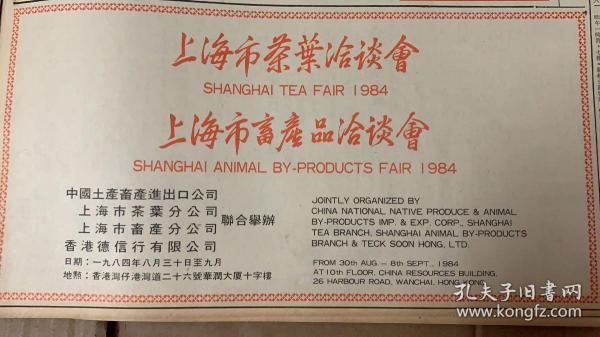 上海市茶葉洽谈會
SHANGHAI TEA FAIR 1984
上海市畜產品洽谈會
SHANGHAI ANIMAL BY-PRODUCTS FAIR 1984
中國土產畜產進出口公司
上海市茶葉分公司
上海市畜產分公司
聯合舉辦
香港德信行有限公司
日期：一九八四年八月三十日至九月
地點：香港灣仔港灣道二十六號華潤大厦十字樓
JOINTLY ORGANIZED BY
CHINA NATIONAL NATIVE PRODUCE & ANIMAL
BY-PRODUCTS IMP. & EXP. CORP., SHANGHAI
TEA BRANCH, SHANGHAI ANIMAL BY-PRODUCTS
BRANCH & TECK SOON HONG, LTD.
FROM 30th AUG. – 8th SEPT., 1984
AT 10th FLOOR, CHINA RESOURCES BUILDING,
26 HARBOUR ROAD, WANCHAI, HONG KONG.
孔夫子旧书网